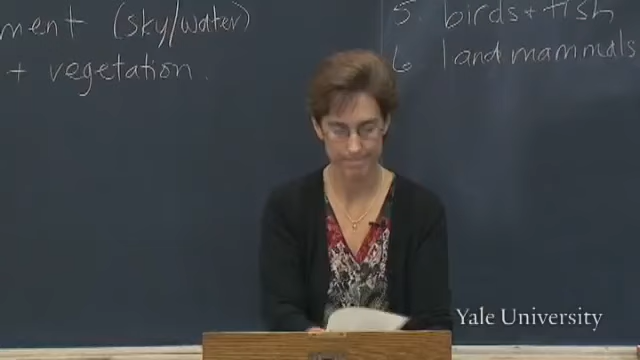 ment (sky/water)
+ vegetation.
5. birds + fish
6 land mammals
Yale University